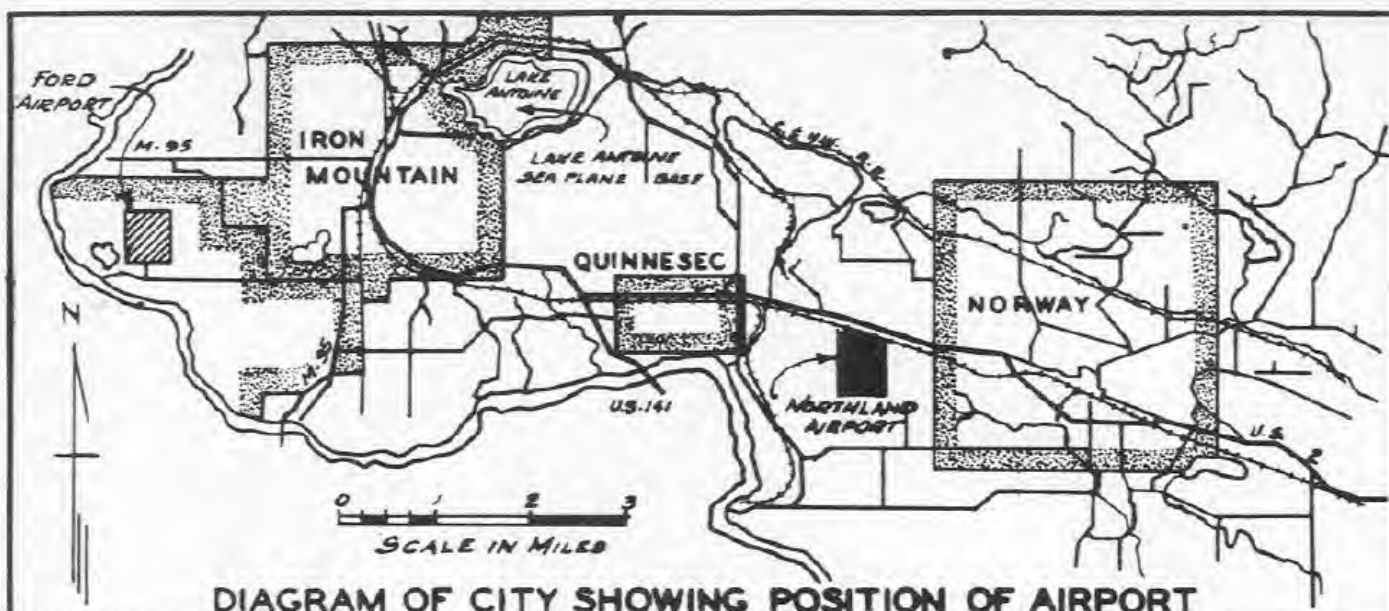 FORD
AIRPORT
M. 95
IRON
MOUNTAIN
LAKE
ANTOINE
LAKE ANTOINE
SEA PLANE BASE
C. & N.W. R.R.
QUINNESEC
NORWAY
N
M. 95
U.S. 141
NORTHLAND
AIRPORT
U.S. 2
0 1 2 3
SCALE IN MILES
DIAGRAM OF CITY SHOWING POSITION OF AIRPORT